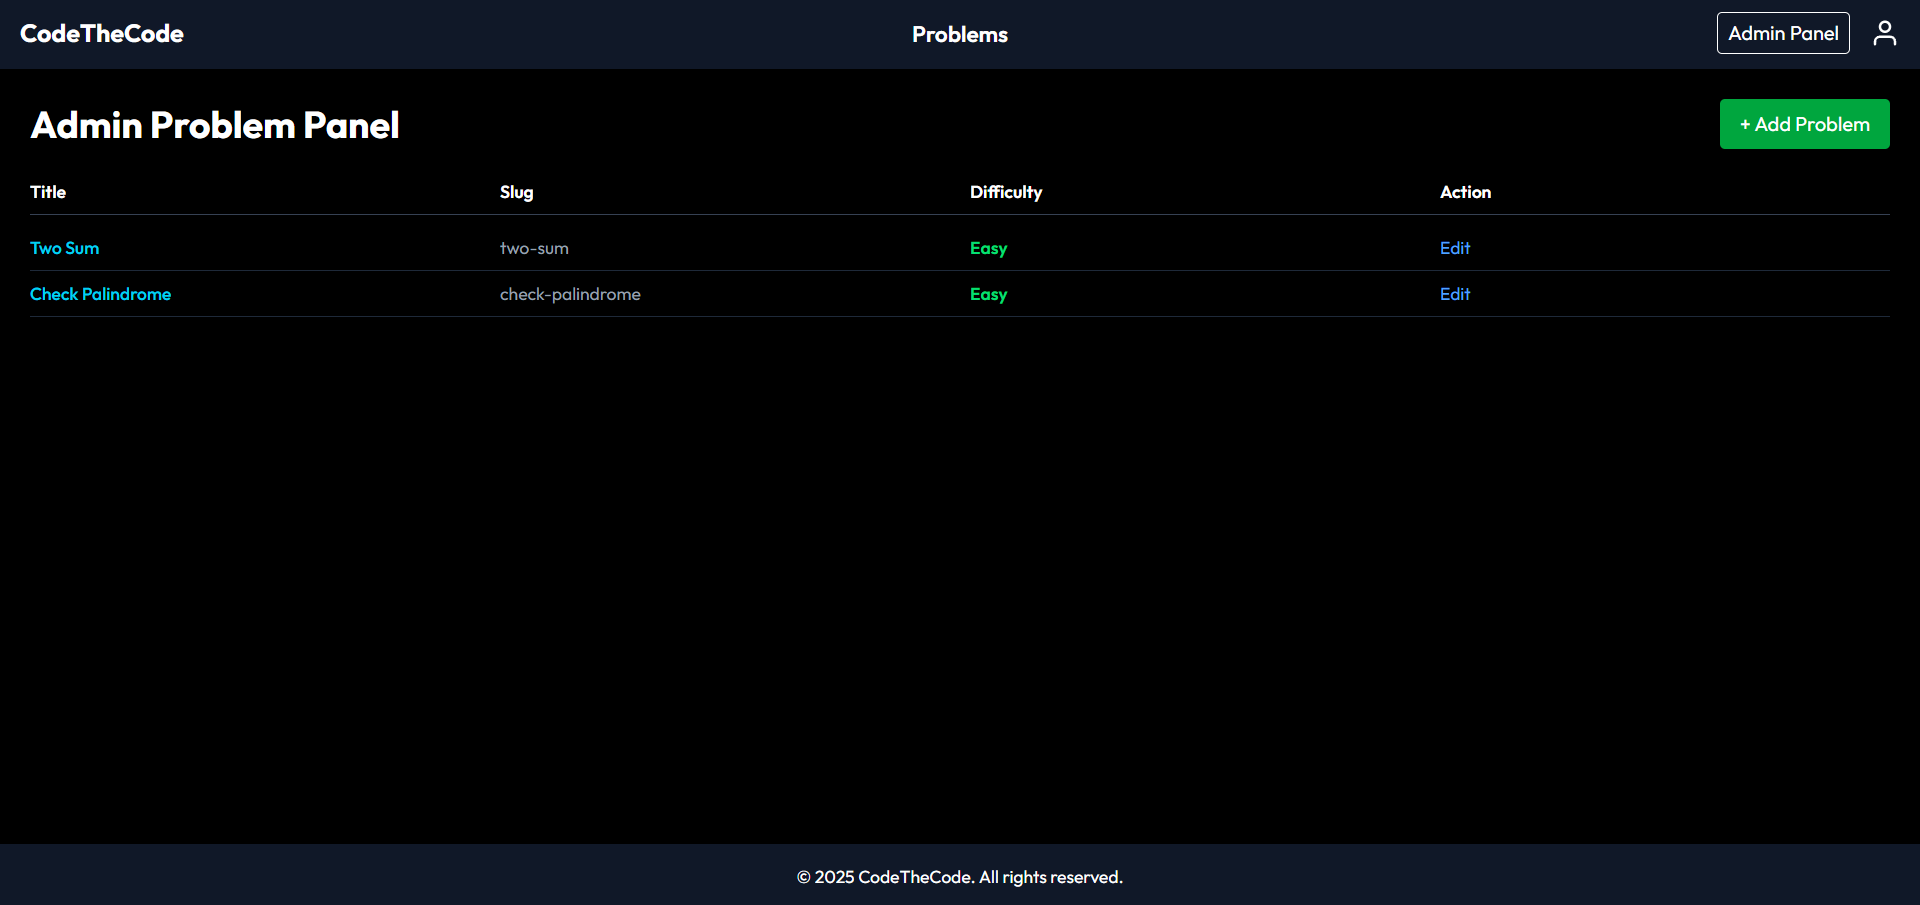 CodeTheCode Problems Admin Panel
Admin Problem Panel + Add Problem
Title Slug Difficulty Action
Two Sum two-sum Easy Edit
Check Palindrome check-palindrome Easy Edit
© 2025 CodeTheCode. All rights reserved.